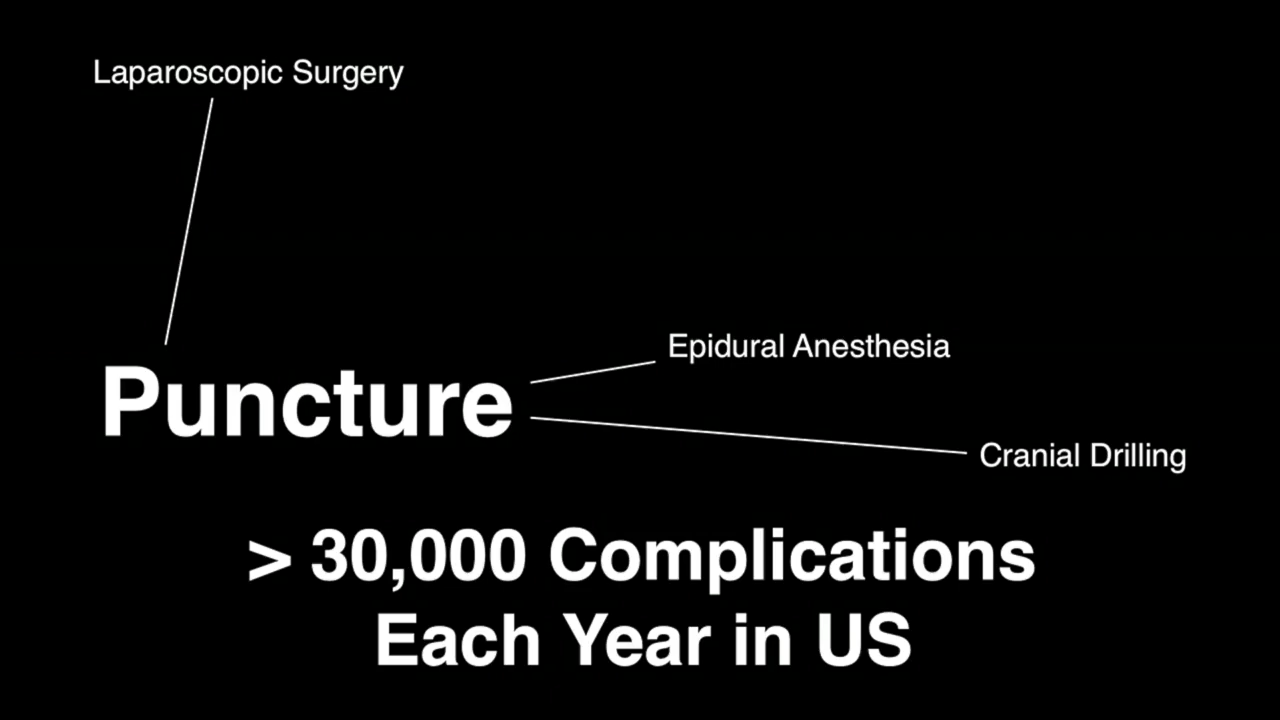 Laparoscopic Surgery
Epidural Anesthesia
Puncture
Cranial Drilling
> 30,000 Complications
Each Year in US